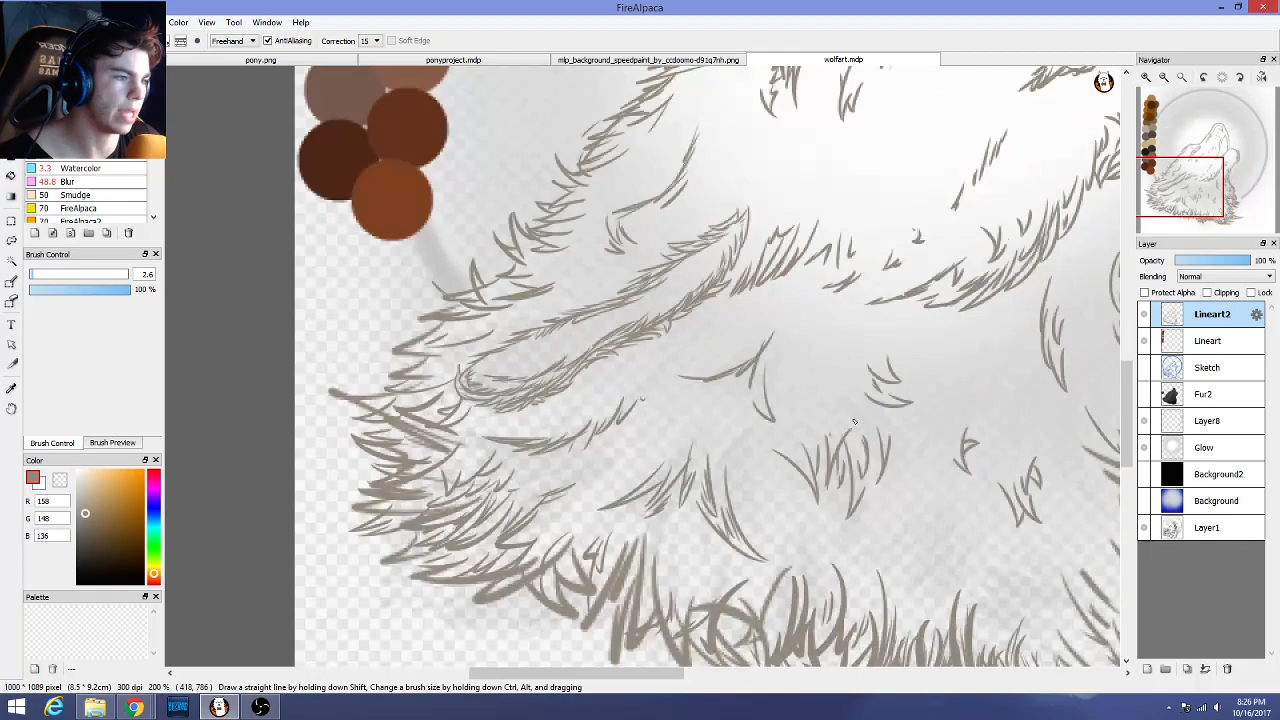 FireAlpaca
Color View Tool Window Help
Freehand AntiAliasing Correction 15 Soft Edge
pony.png ponyproject.mdp mlp_background_speedpaint_by_ccdoomo-d91q7nh.png wolfart.mdp
3.3 Watercolor
48.8 Blur
50 Smudge
70 FireAlpaca
70 FireAlpaca2
Brush Control
2.6
100 %
Brush Control Brush Preview
Color
R 158
G 148
B 136
Palette
---
Navigator
Layer
Opacity 100 %
Blending Normal
Protect Alpha Clipping Lock
Lineart2
Lineart
Sketch
Fur2
Layer8
Glow
Background2
Background
Layer1
1000 * 1089 pixel (8.5 * 9.2cm) 300 dpi 200 % ( 418, 786 ) Draw a straight line by holding down Shift, Change a brush size by holding down Ctrl, Alt, and dragging
8:26 PM
10/16/2017